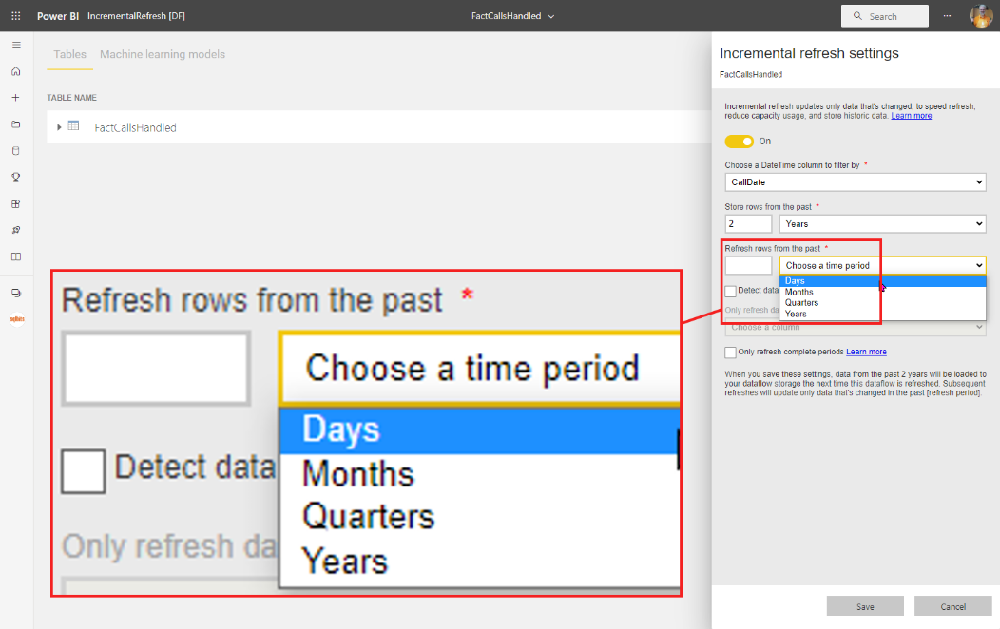 Power BI IncrementalRefresh [DF]
FactCallsHandled
Search
Tables Machine learning models
TABLE NAME
FactCallsHandled
Incremental refresh settings
FactCallsHandled
Incremental refresh updates only data that's changed, to speed refresh,
reduce capacity usage, and store historic data. Learn more
On
Choose a DateTime column to filter by *
CallDate
Store rows from the past *
2 Years
Refresh rows from the past *
Choose a time period
Days
Months
Quarters
Years
Detect data
Only refresh da
Choose a column
Only refresh complete periods Learn more
When you save these settings, data from the past 2 years will be loaded to
your dataflow storage the next time this dataflow is refreshed. Subsequent
refreshes will update only data that's changed in the past [refresh period].
Save Cancel
Refresh rows from the past *
Choose a time period
Days
Detect data
Months
Quarters
Only refresh da
Years